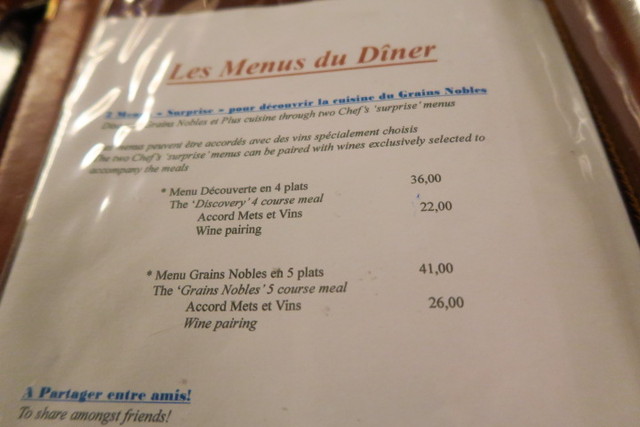 Les Menus du Dîner
2 Menus « Surprise » pour découvrir la cuisine du Grains Nobles
Grains Nobles et Plus cuisine through two Chef's 'surprise' menus
menus peuvent être accordés avec des vins spécialement choisis
The two Chef's 'surprise' menus can be paired with wines exclusively selected to
accompany the meals
* Menu Découverte en 4 plats 36,00
The 'Discovery' 4 course meal
Accord Mets et Vins 22,00
Wine pairing
* Menu Grains Nobles en 5 plats 41,00
The 'Grains Nobles' 5 course meal
Accord Mets et Vins 26,00
Wine pairing
A Partager entre amis!
To share amongst friends!